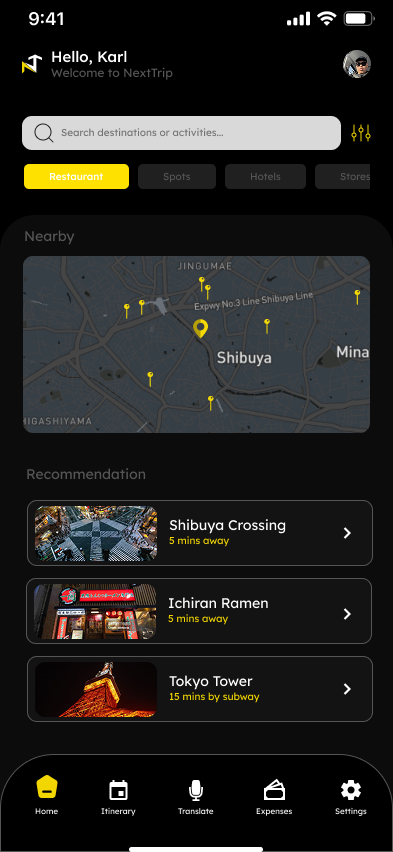 9:41
Hello, Karl
Welcome to NextTrip
Search destinations or activities...
Restaurant
Spots
Hotels
Stores
Nearby
JINGUMAE
Expwy No.3 Line Shibuya Line
Shibuya
Mina
HIGASHIYAMA
Recommendation
Shibuya Crossing
5 mins away
Ichiran Ramen
5 mins away
Tokyo Tower
15 mins by subway
Home
Itinerary
Translate
Expenses
Settings